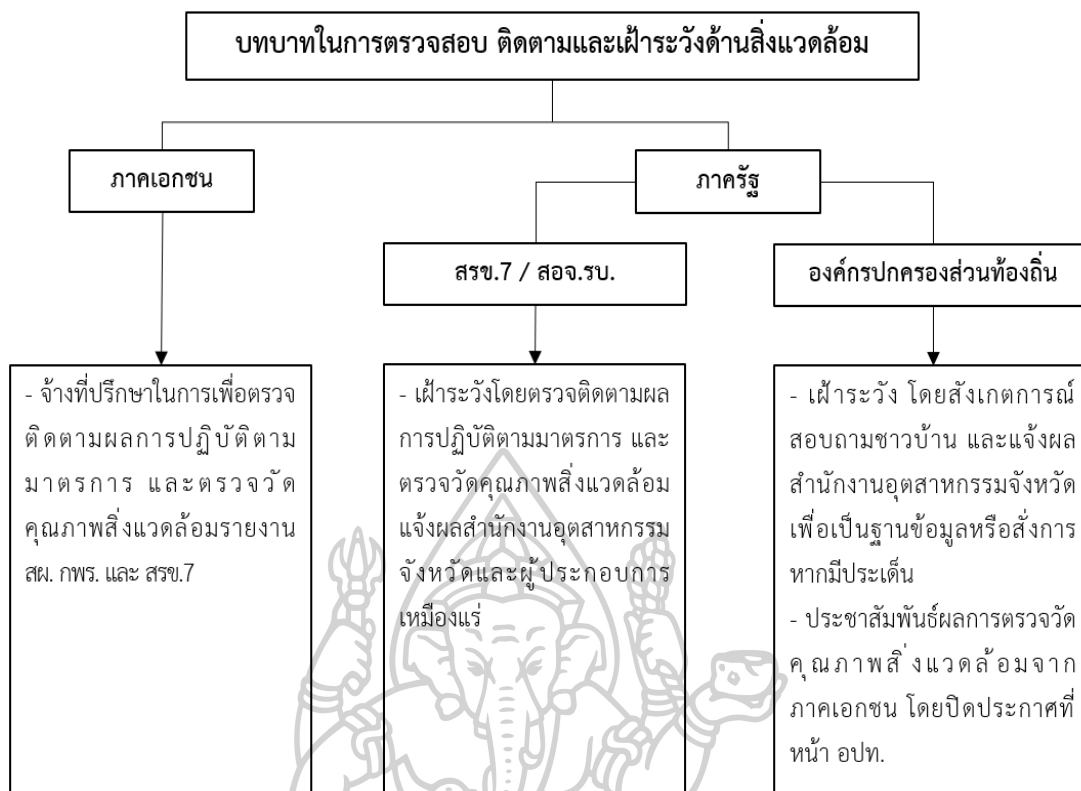 บทบาทในการตรวจสอบ ติดตามและเฝ้าระวังด้านสิ่งแวดล้อม
ภาคเอกชน
ภาครัฐ
สรข.7 / สอจ.รบ.
องค์กรปกครองส่วนท้องถิ่น
- จ้างที่ปรึกษาในการเพื่อตรวจ
ติดตามผลการปฏิบัติตาม
มาตรการ และตรวจวัด
คุณภาพสิ่งแวดล้อมรายงาน
สผ. กพร. และ สรข.7
- เฝ้าระวังโดยตรวจติดตามผล
การปฏิบัติตามมาตรการ และ
ตรวจวัดคุณภาพสิ่งแวดล้อม
แจ้งผลสำนักงานอุตสาหกรรม
จังหวัดและผู้ประกอบการ
เหมืองแร่
- เฝ้าระวัง โดยสังเกตการณ์
สอบถามชาวบ้าน และแจ้งผล
สำนักงานอุตสาหกรรมจังหวัด
เพื่อเป็นฐานข้อมูลหรือสั่งการ
หากมีประเด็น
- ประชาสัมพันธ์ผลการตรวจวัด
คุณภาพสิ่งแวดล้อมจาก
ภาคเอกชน โดยปิดประกาศที่
หน้า อปท.